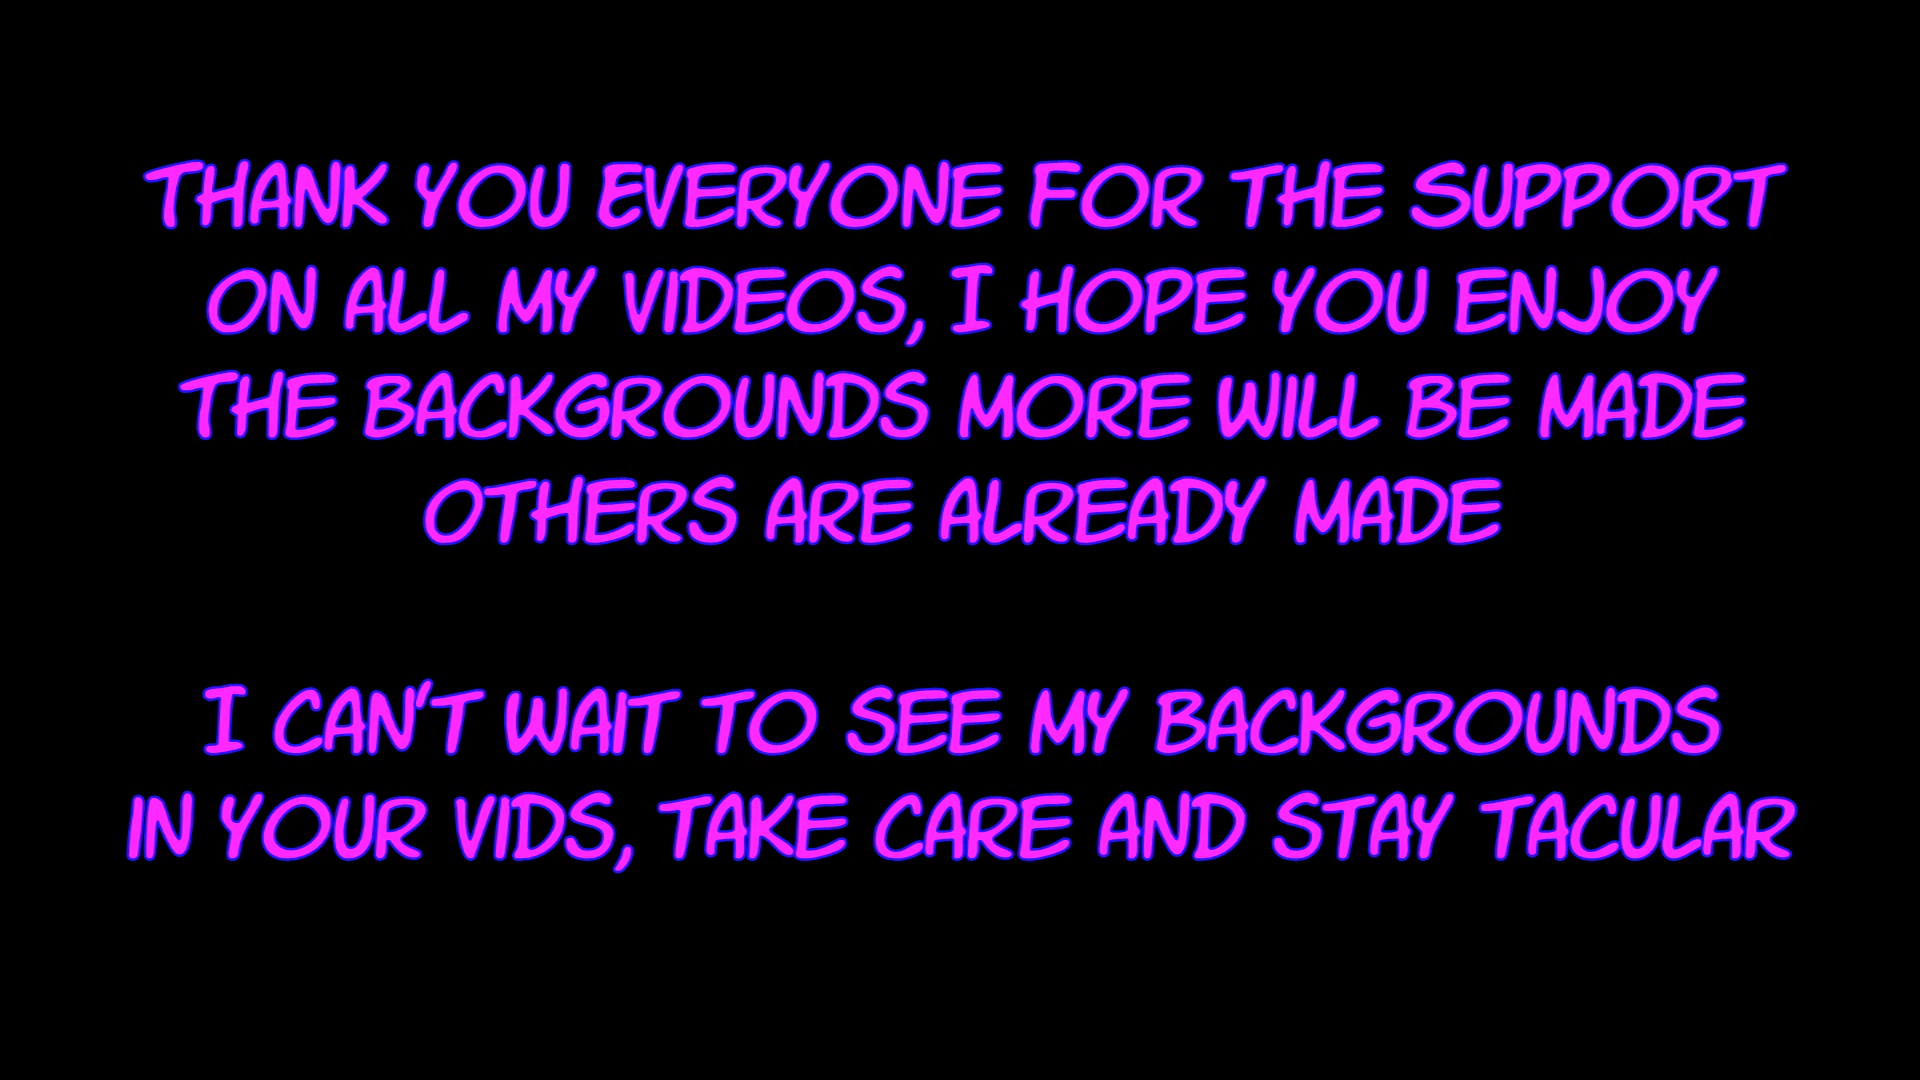 THANK YOU EVERYONE FOR THE SUPPORT
ON ALL MY VIDEOS, I HOPE YOU ENJOY
THE BACKGROUNDS MORE WILL BE MADE
OTHERS ARE ALREADY MADE
I CAN'T WAIT TO SEE MY BACKGROUNDS
IN YOUR VIDS, TAKE CARE AND STAY TACULAR